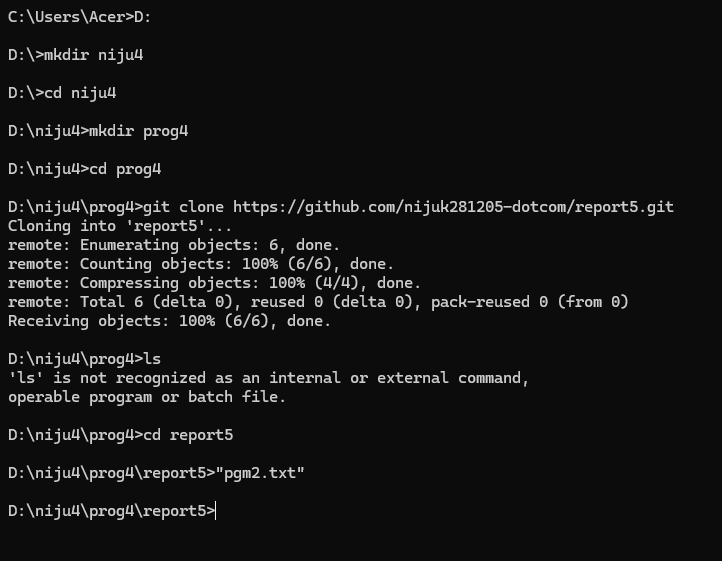 C:\Users\Acer>D:
D:\>mkdir niju4
D:\>cd niju4
D:\niju4>mkdir prog4
D:\niju4>cd prog4
D:\niju4\prog4>git clone https://github.com/nijuk281205-dotcom/report5.git
Cloning into 'report5'...
remote: Enumerating objects: 6, done.
remote: Counting objects: 100% (6/6), done.
remote: Compressing objects: 100% (4/4), done.
remote: Total 6 (delta 0), reused 0 (delta 0), pack-reused 0 (from 0)
Receiving objects: 100% (6/6), done.
D:\niju4\prog4>ls
'ls' is not recognized as an internal or external command,
operable program or batch file.
D:\niju4\prog4>cd report5
D:\niju4\prog4\report5>"pgm2.txt"
D:\niju4\prog4\report5>